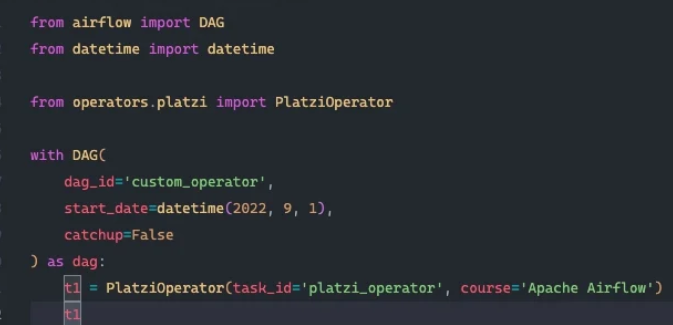 from airflow import DAG
from datetime import datetime
from operators.platzi import PlatziOperator
with DAG(
    dag_id='custom_operator',
    start_date=datetime(2022, 9, 1),
    catchup=False
) as dag:
    t1 = PlatziOperator(task_id='platzi_operator', course='Apache Airflow')
    t1